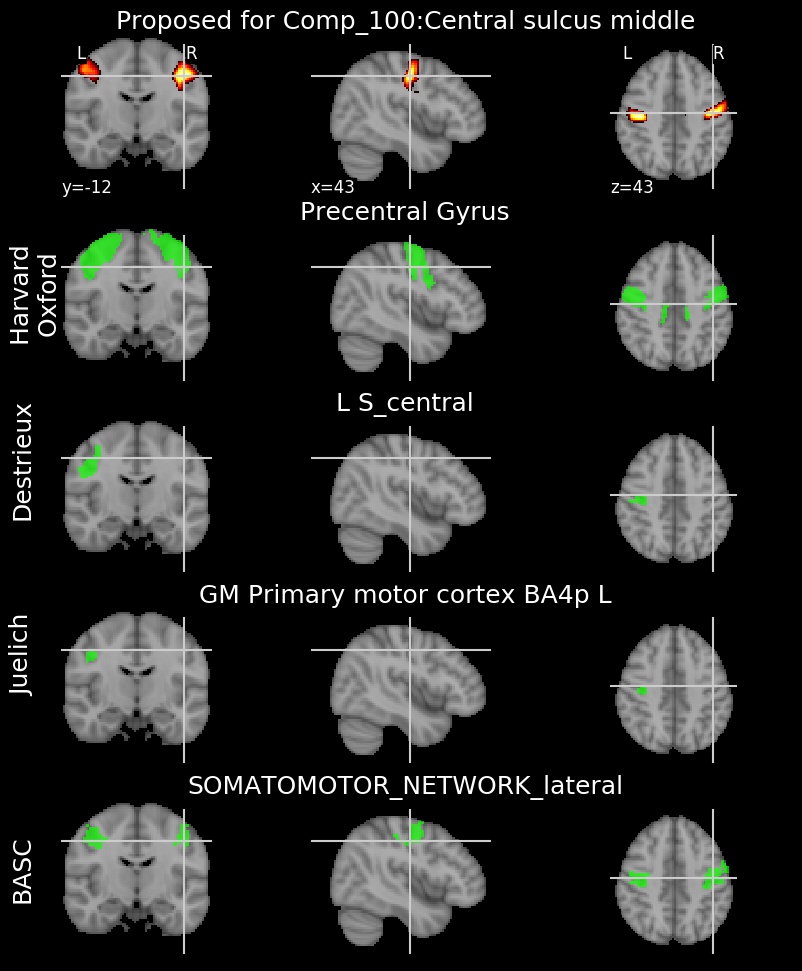 Proposed for Comp_100:Central sulcus middle
L R
L R
y=-12
x=43
z=43
Precentral Gyrus
Harvard
Oxford
L S_central
Destrieux
GM Primary motor cortex BA4p L
Juelich
SOMATOMOTOR_NETWORK_lateral
BASC